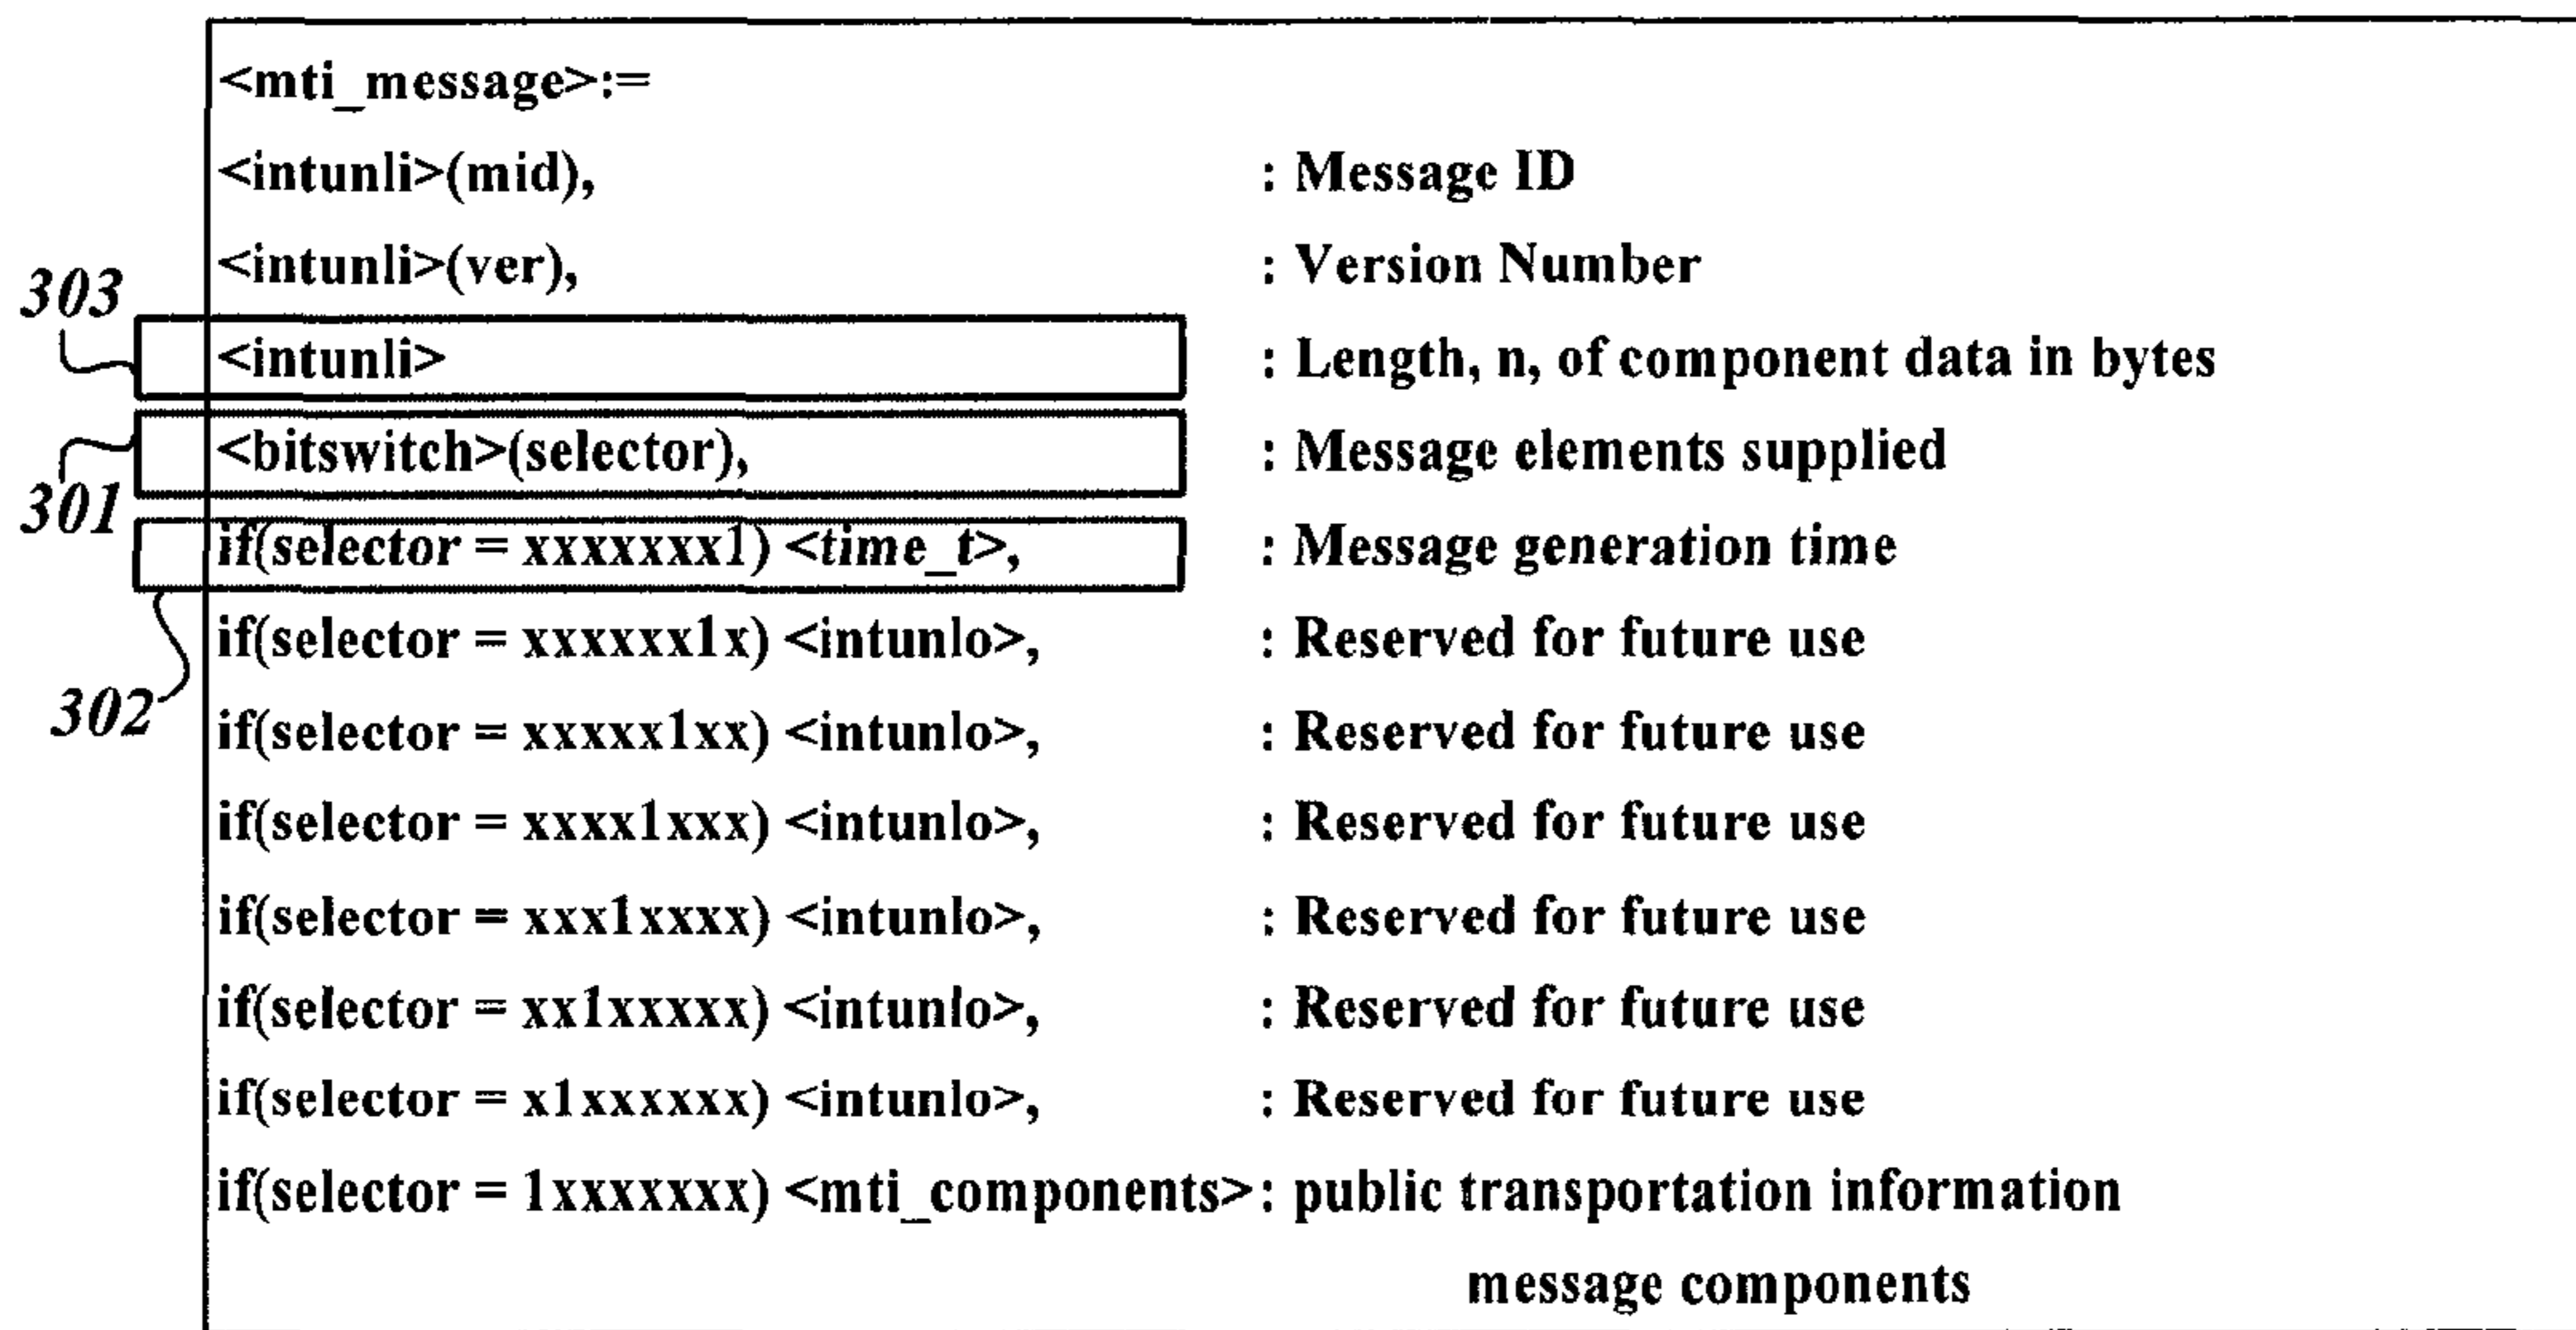 <mti_message>:=
<intunli>(mid), : Message ID
<intunli>(ver), : Version Number
303
<intunli> : Length, n, of component data in bytes
<bitswitch>(selector), : Message elements supplied
301
if(selector = xxxxxxx1) <time_t>, : Message generation time
if(selector = xxxxxx1x) <intunlo>, : Reserved for future use
302
if(selector = xxxxx1xx) <intunlo>, : Reserved for future use
if(selector = xxxx1xxx) <intunlo>, : Reserved for future use
if(selector = xxx1xxxx) <intunlo>, : Reserved for future use
if(selector = xx1xxxxx) <intunlo>, : Reserved for future use
if(selector = x1xxxxxx) <intunlo>, : Reserved for future use
if(selector = 1xxxxxxx) <mti_components>: public transportation information
message components